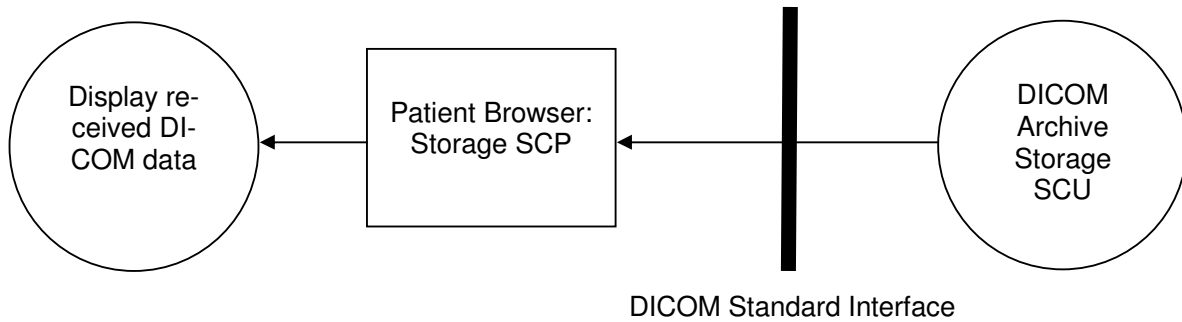 Display re-
ceived DI-
COM data
Patient Browser:
Storage SCP
DICOM
Archive
Storage
SCU
DICOM Standard Interface